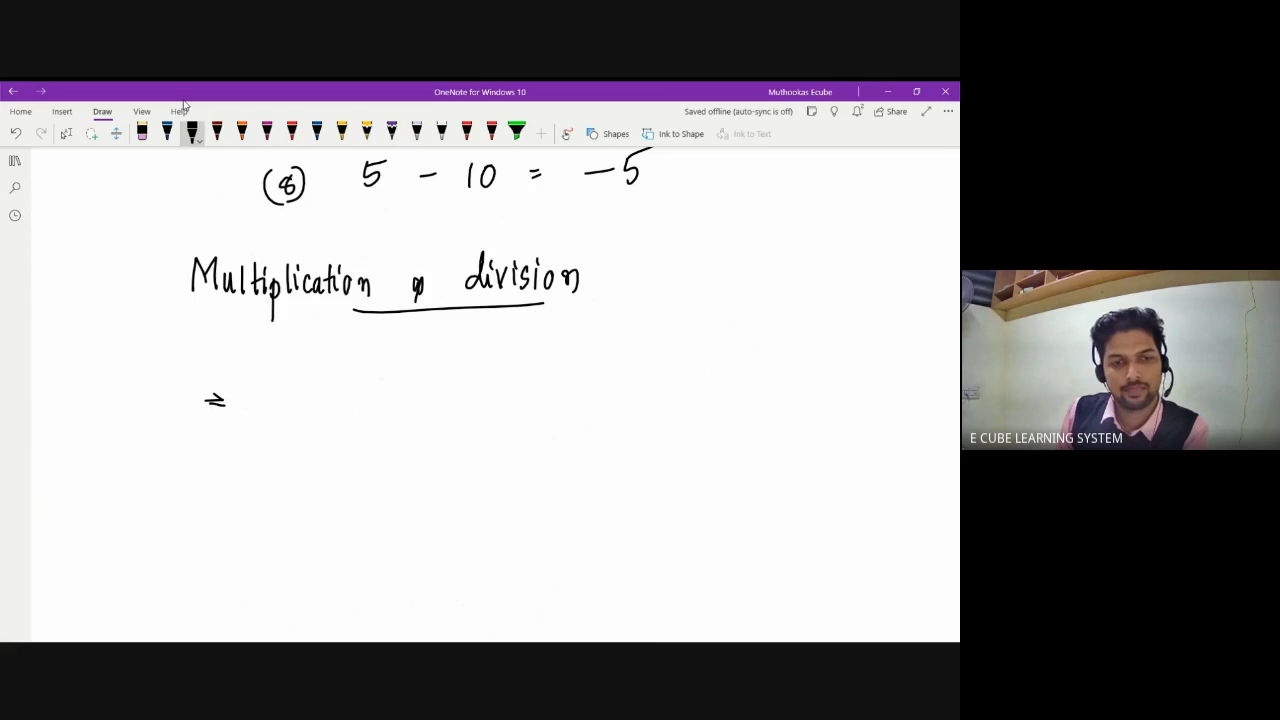 OneNote for Windows 10
Muthookas Ecube
Home Insert Draw View Help
Saved offline (auto-sync is off)
Share
Shapes
Ink to Shape
Ink to Text
(8) 5 - 10 = -5
Multiplication division
E CUBE LEARNING SYSTEM